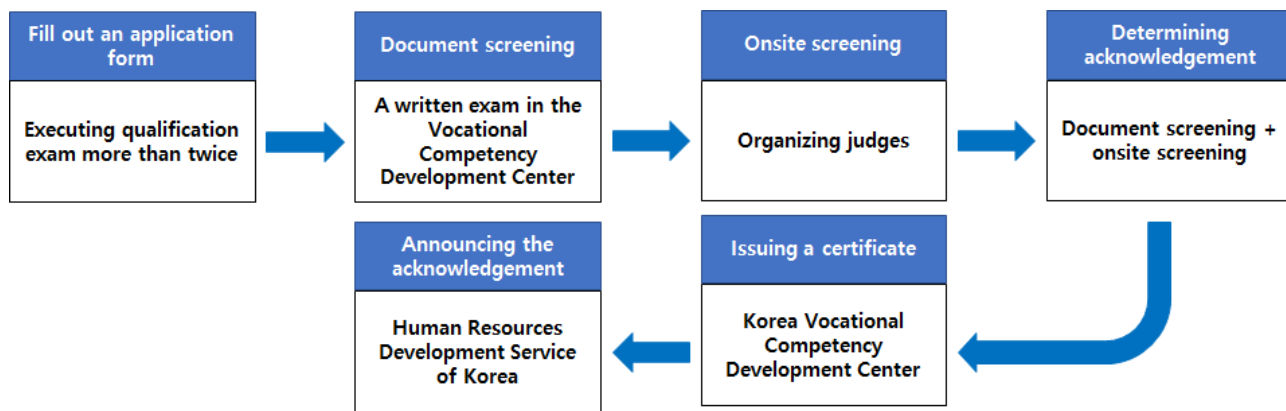 Fill out an application
form
Executing qualification
exam more than twice
Document screening
A written exam in the
Vocational
Competency
Development Center
Onsite screening
Organizing judges
Determining
acknowledgement
Document screening +
onsite screening
Issuing a certificate
Korea Vocational
Competency
Development Center
Announcing the
acknowledgement
Human Resources
Development Service
of Korea